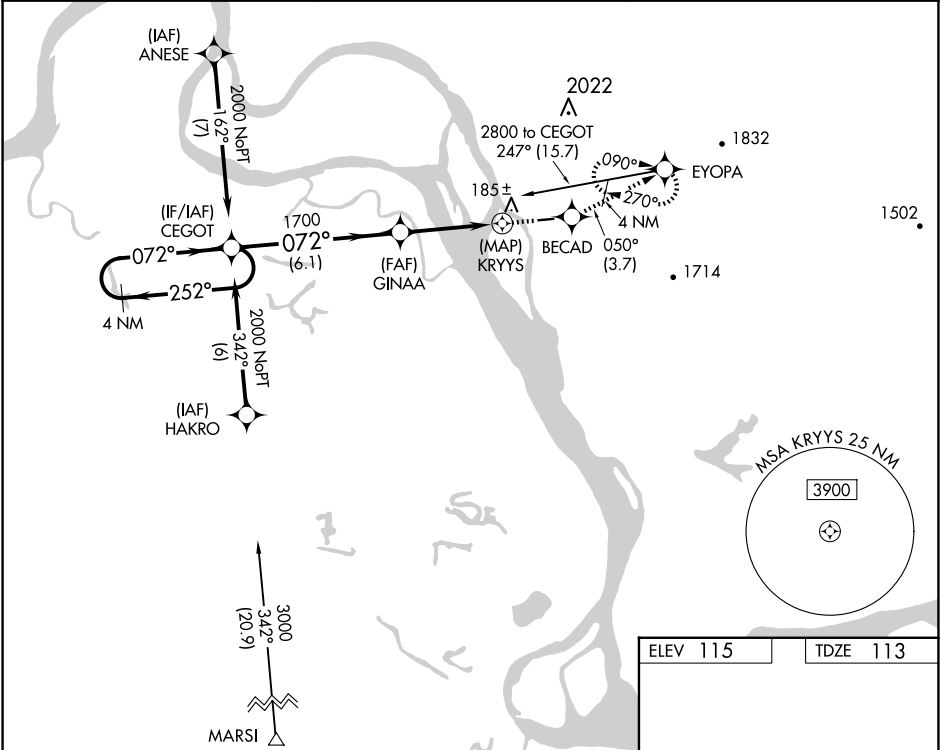 (IAF)
ANESE
2000 NoPT
162°
(7)
2022
2800 to CEGOT
247° (15.7)
1832
090°
EYOPA
270°
4 NM
185±
(IF/IAF)
CEGOT
1700
072°
072°
(6.1)
(FAF)
GINAA
(MAP)
KRYYS
BECAD
050°
(3.7)
1502
1714
252°
4 NM
2000 NoPT
342°
(6)
(IAF)
HAKRO
MSA KRYYS 25 NM
3900
3000
342°
(20.9)
MARSI
ELEV 115
TDZE 113